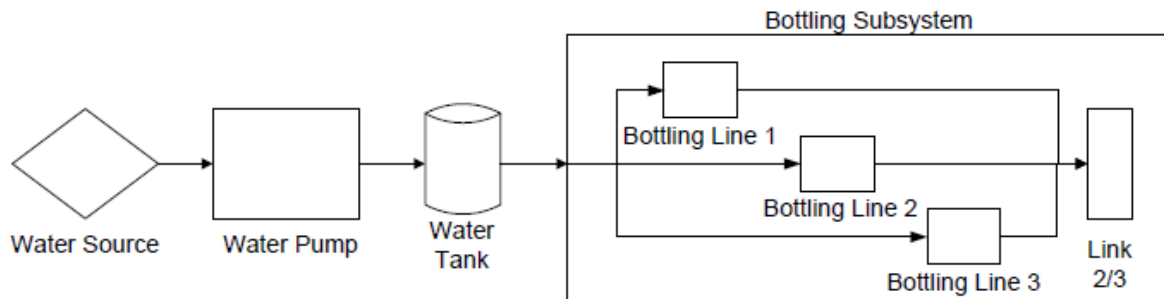 Bottling Subsystem
Bottling Line 1
Bottling Line 2
Bottling Line 3
Water Source
Water Pump
Water
Tank
Link
2/3